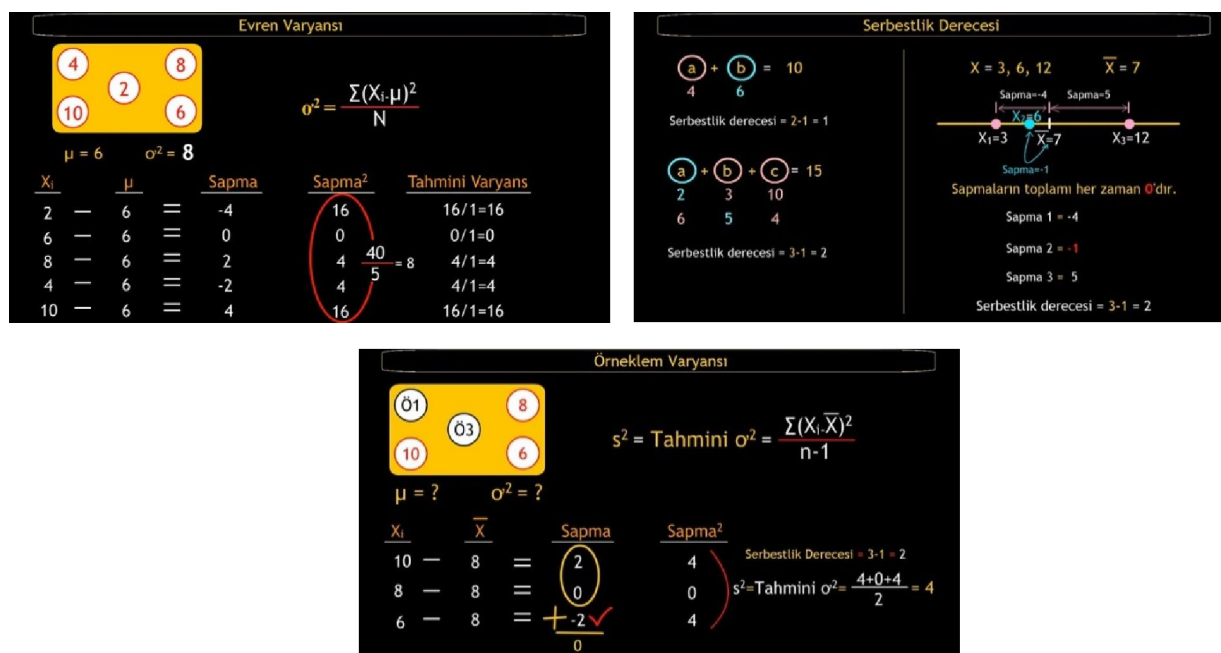 Evren Varyansı
4 8
2
10 6
σ² = Σ(Xᵢ-μ)² / N
μ = 6 σ² = 8
Xᵢ μ Sapma Sapma² Tahmini Varyans
2 — 6 = -4 16 16/1=16
6 — 6 = 0 0 0/1=0
8 — 6 = 2 4 4/1=4
4 — 6 = -2 4 4/1=4
10 — 6 = 4 16 16/1=16
40/5 = 8
Serbestlik Derecesi
a + b = 10
4 6
Serbestlik derecesi = 2-1 = 1
a + b + c = 15
2 3 10
6 5 4
Serbestlik derecesi = 3-1 = 2
X = 3, 6, 12 X̅ = 7
Sapma=-4 Sapma=5
X₂=6
X₁=3 X̅=7 X₃=12
Sapma=-1
Sapmaların toplamı her zaman 0'dır.
Sapma 1 = -4
Sapma 2 = -1
Sapma 3 = 5
Serbestlik derecesi = 3-1 = 2
Örneklem Varyansı
Ö1 8
Ö3
10 6
s² = Tahmini σ² = Σ(Xᵢ-X̅)² / n-1
μ = ? σ² = ?
Xᵢ X̅ Sapma Sapma²
10 — 8 = 2 4
8 — 8 = 0 0
6 — 8 = + -2 ✓ 4
0
Serbestlik Derecesi = 3-1 = 2
s²=Tahmini σ²= 4+0+4 / 2 = 4